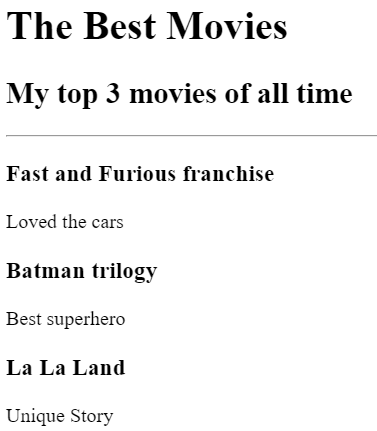 The Best Movies
My top 3 movies of all time
Fast and Furious franchise
Loved the cars
Batman trilogy
Best superhero
La La Land
Unique Story